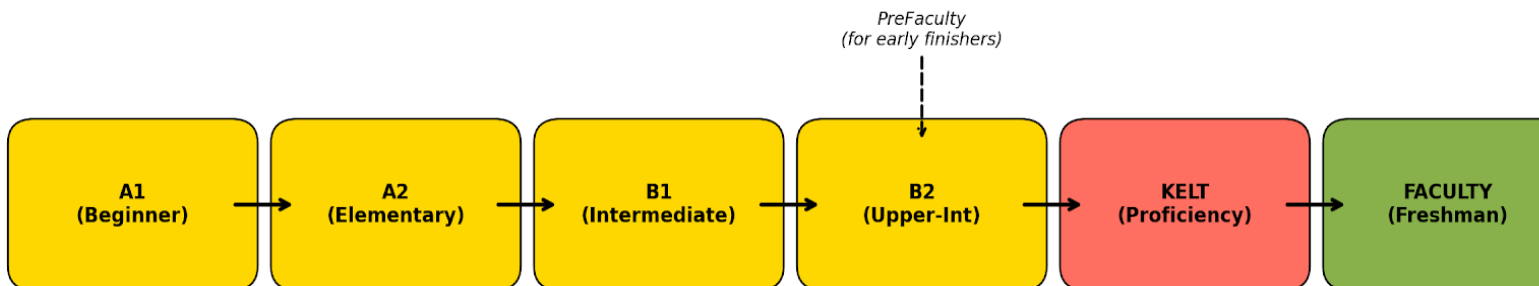 PreFaculty
(for early finishers)
A1
(Beginner)
A2
(Elementary)
B1
(Intermediate)
B2
(Upper-Int)
KELT
(Proficiency)
FACULTY
(Freshman)